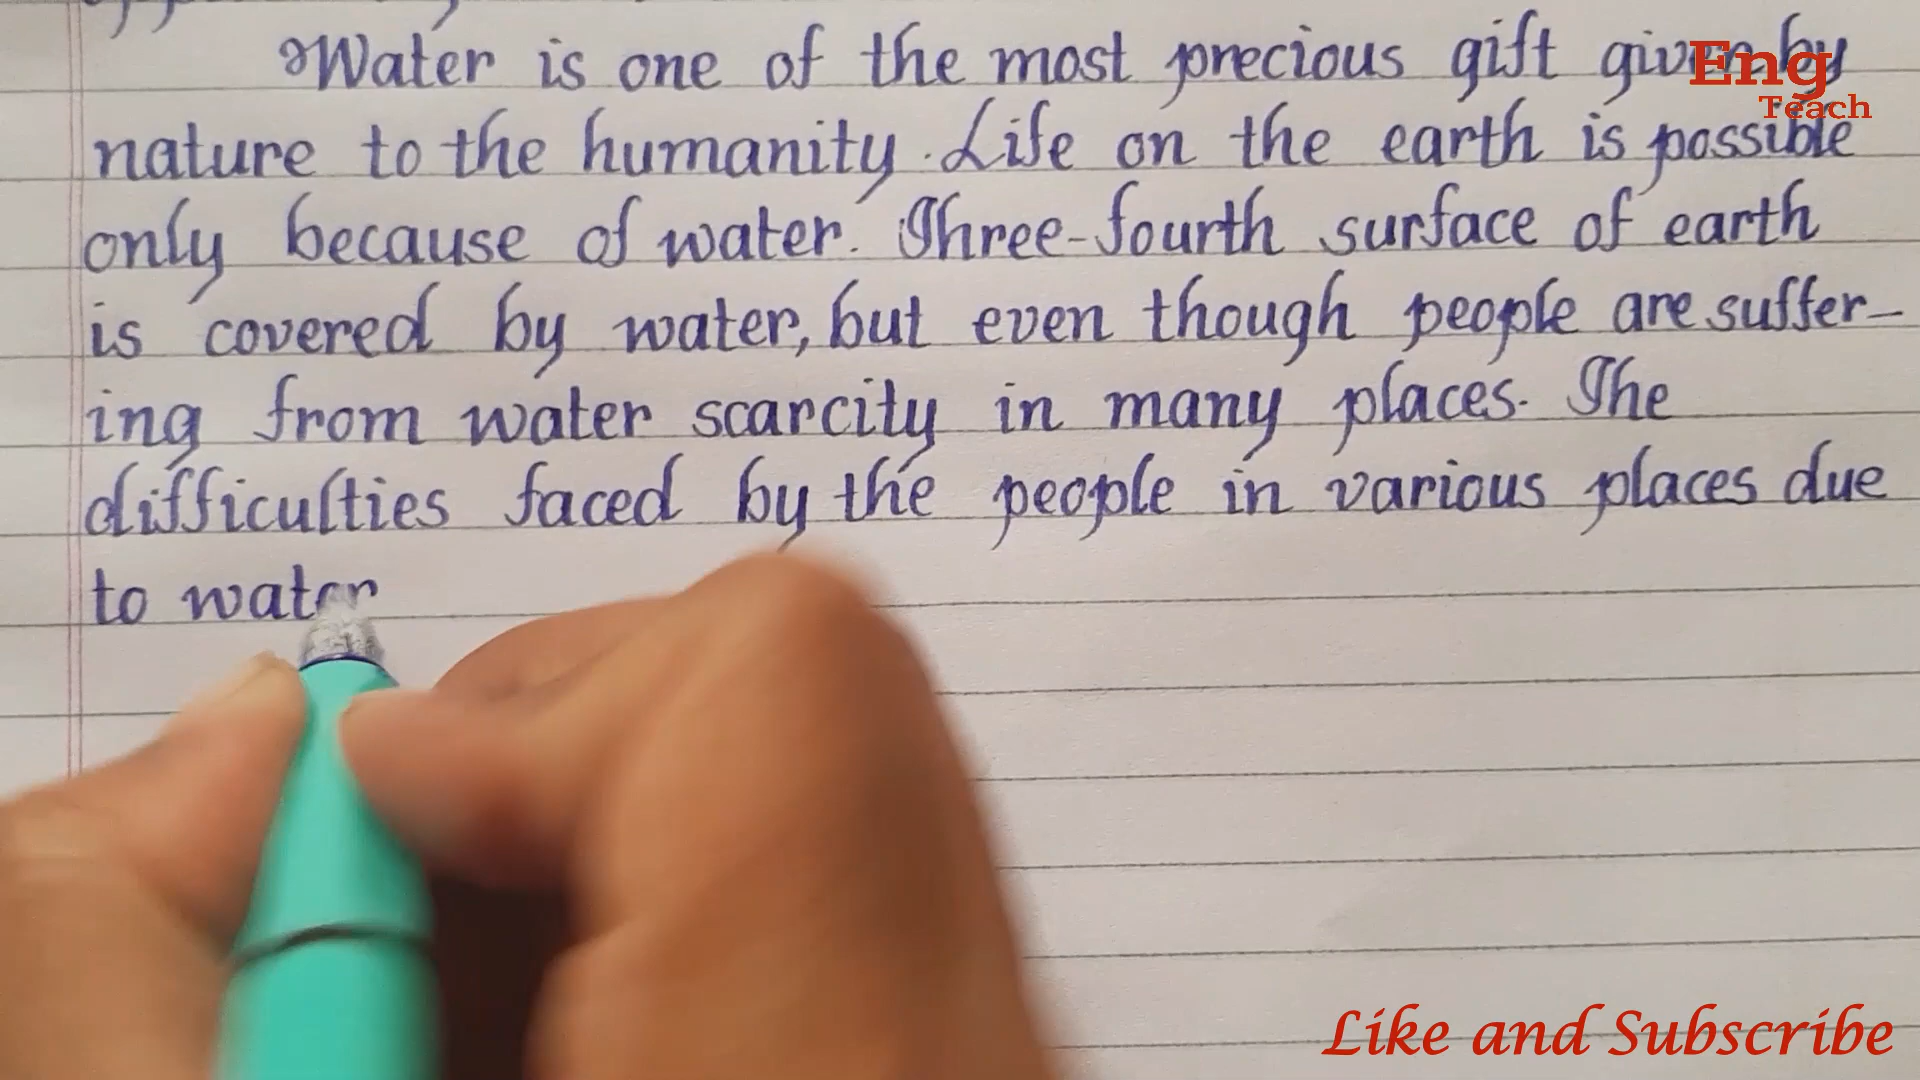 Water is one of the most precious gift given by
nature to the humanity. Life on the earth is possible
only because of water. Three-fourth surface of earth
is covered by water, but even though people are suffer-
ing from water scarcity in many places. The
difficulties faced by the people in various places due
to water
Eng
Teach
Like and Subscribe